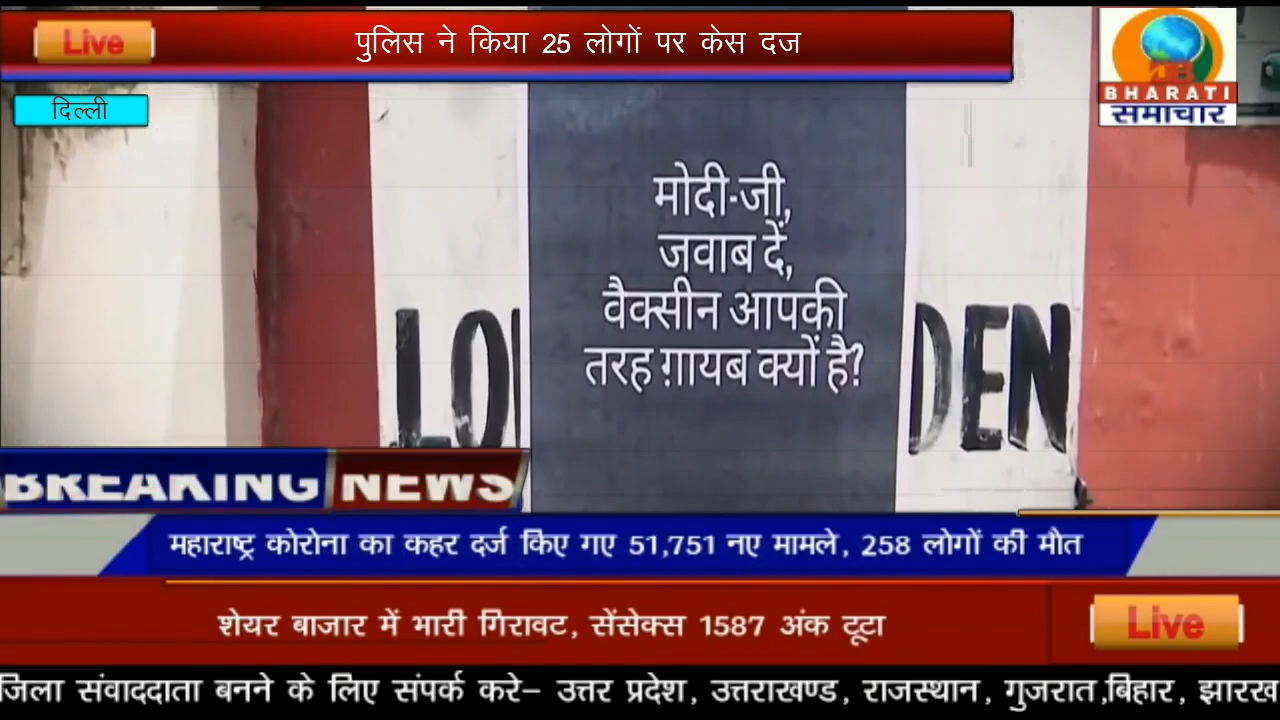 Live
पुलिस ने किया 25 लोगों पर केस दज
BHARATI
समाचार
दिल्ली
मोदी-जी,
जवाब दें,
वैक्सीन आपकी
तरह ग़ायब क्यों है?
LO
DEN
BREAKING NEWS
महाराष्ट्र कोरोना का कहर दर्ज किए गए 51,751 नए मामले, 258 लोगों की मौत
शेयर बाजार में भारी गिरावट, सेंसेक्स 1587 अंक टूटा
Live
जिला संवाददाता बनने के लिए संपर्क करे– उत्तर प्रदेश, उत्तराखण्ड, राजस्थान, गुजरात,बिहार,